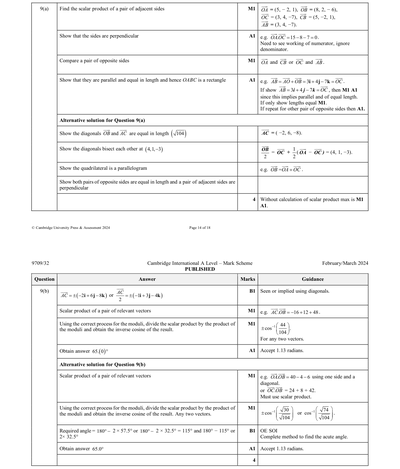 9(a)
Find the scalar product of a pair of adjacent sides
M1
OA = (5, − 2, 1), OB = (8, 2, −6),
OC = (3, 4, −7), CB = (5, −2, 1),
AB = (3, 4, −7).
Show that the sides are perpendicular
A1
e.g. OA.OC = 15 − 8 − 7 = 0.
Need to see working of numerator, ignore
denominator.
Compare a pair of opposite sides
M1
OA and CB or OC and AB.
Show that they are parallel and equal in length and hence OABC is a rectangle
A1
e.g. AB = AO + OB = 3i + 4j − 7k = OC.
If show AB = 3i + 4j − 7k = OC, then M1 A1
since this implies parallel and of equal length.
If only show lengths equal M1.
If repeat for other pair of opposite sides then A1.
Alternative solution for Question 9(a)
Show the diagonals OB and AC are equal in length (√104)
AC = (−2, 6, −8).
Show the diagonals bisect each other at (4, 1, −3)
OB/2 = OC + 1/2(OA − OC) = (4, 1, −3).
Show the quadrilateral is a parallelogram
e.g. OB − OA = OC.
Show both pairs of opposite sides are equal in length and a pair of adjacent sides are
perpendicular
4
Without calculation of scalar product max is M1
A1.
© Cambridge University Press & Assessment 2024
Page 14 of 18
9709/32
Cambridge International A Level – Mark Scheme
February/March 2024
PUBLISHED
Question
Answer
Marks
Guidance
9(b)
AC = ±(−2i + 6j − 8k) or AC/2 = ±(−1i + 3j − 4k)
B1
Seen or implied using diagonals.
Scalar product of pair of relevant vectors
M1
e.g. AC.OB = −16 + 12 + 48.
Using the correct process for the moduli, divide the scalar product by the product of
the moduli and obtain the inverse cosine of the result.
M1
±cos⁻¹(44/104)
For any two vectors.
Obtain answer 65.(0)°
A1
Accept 1.13 radians.
Alternative solution for Question 9(b)
Scalar product of pair of relevant vectors
M1
e.g. OA.OB = 40 − 4 − 6 using one side and a
diagonal.
or OC.OB = 24 + 8 + 42.
Must use scalar product.
Using the correct process for the moduli, divide the scalar product by the product of
the moduli and obtain the inverse cosine of the result. Any two vectors.
M1
Required angle = 180° − 2 × 57.5° or 180° − 2 × 32.5° = 115° and 180° − 115° or
2× 32.5°
B1
OE SOI
Complete method to find the acute angle.
Obtain answer 65.0°
A1
Accept 1.13 radians.
4